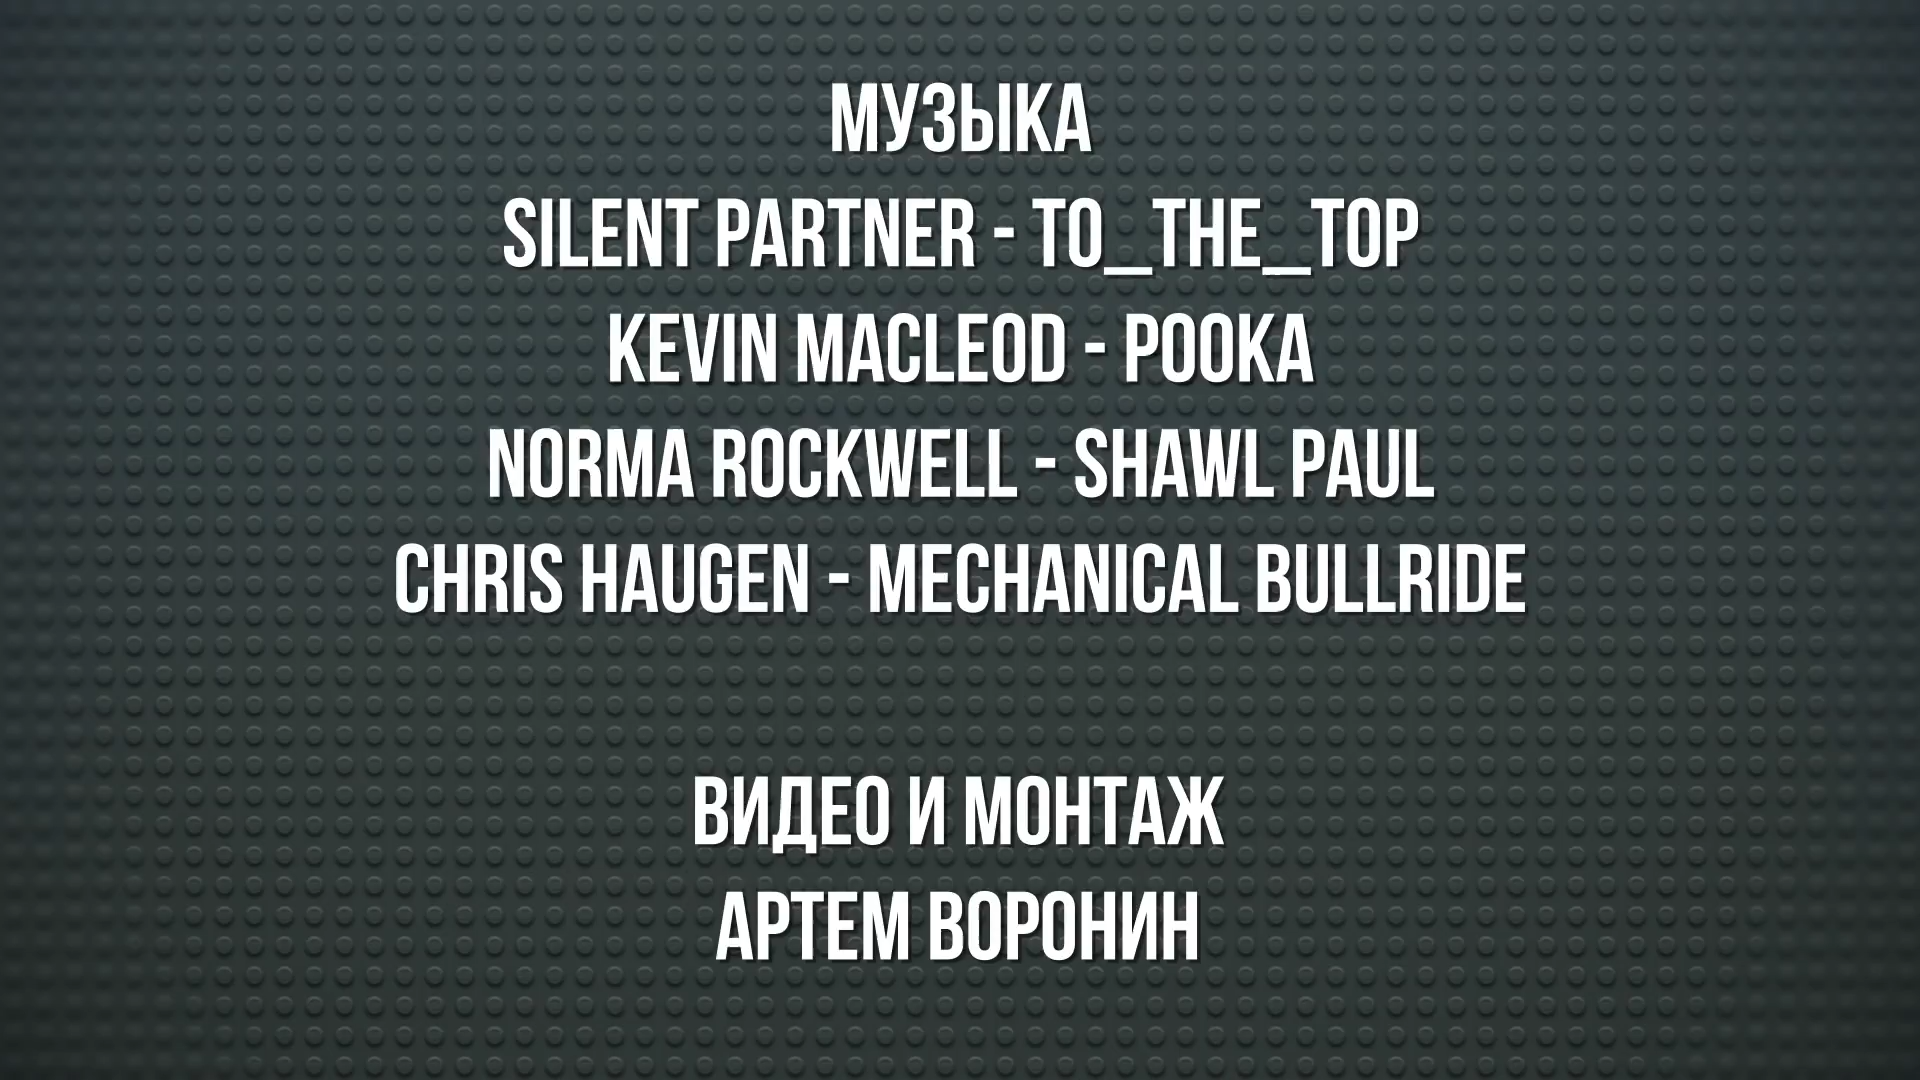 МУЗЫКА
SILENT PARTNER - TO_THE_TOP
KEVIN MACLEOD - POOKA
NORMA ROCKWELL - SHAWL PAUL
CHRIS HAUGEN - MECHANICAL BULLRIDE
ВИДЕО И МОНТАЖ
АРТЕМ ВОРОНИН